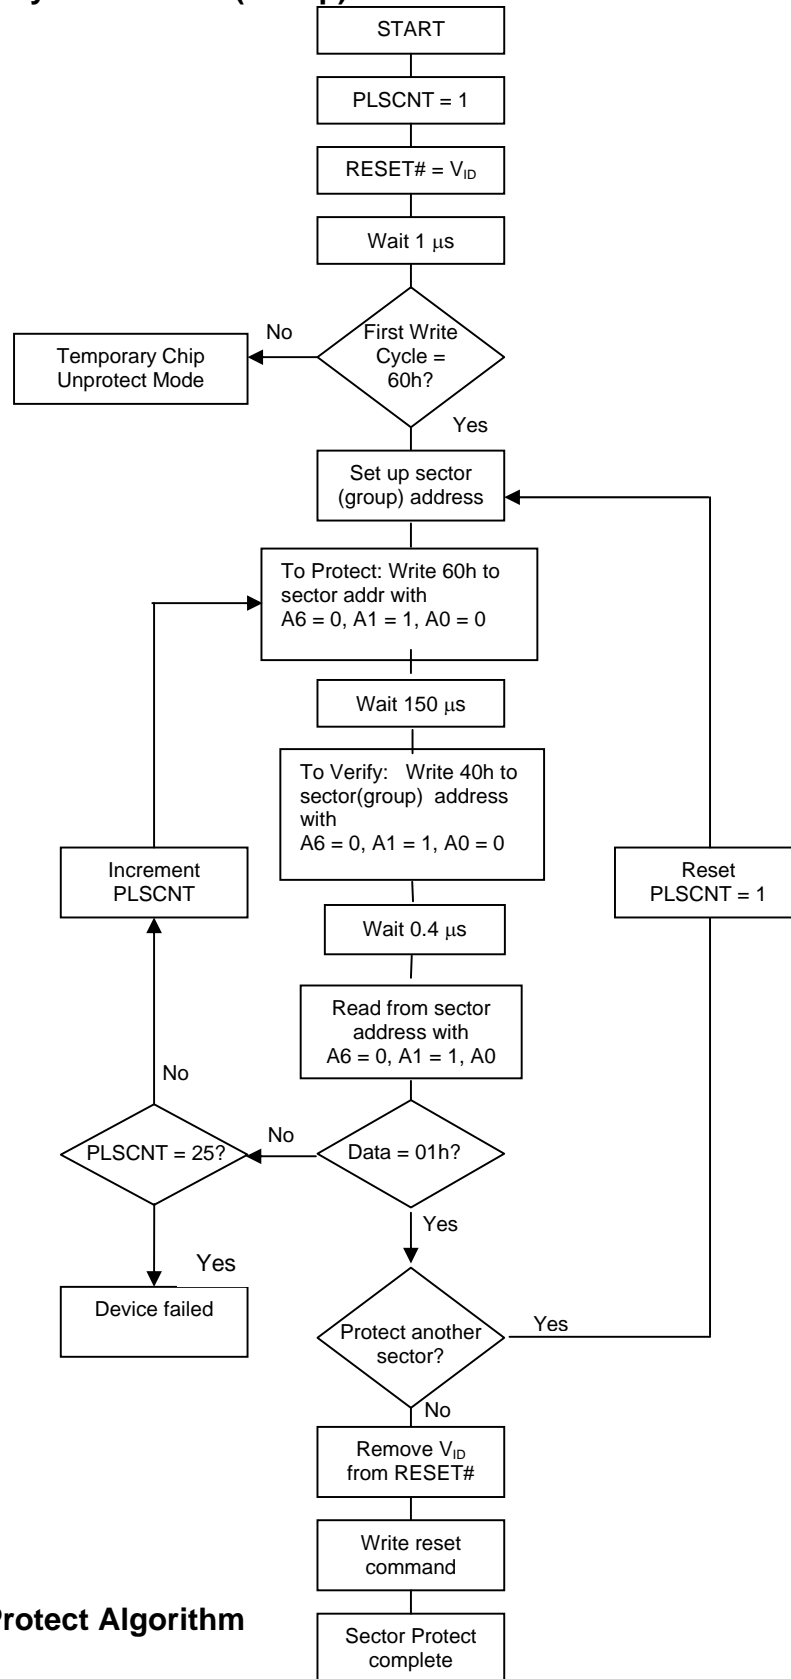 START
PLSCNT = 1
RESET# = VID
Wait 1 μs
First Write
Cycle =
60h?
No
Temporary Chip
Unprotect Mode
Yes
Set up sector
(group) address
To Protect: Write 60h to
sector addr with
A6 = 0, A1 = 1, A0 = 0
Wait 150 μs
To Verify:   Write 40h to
sector(group)  address
with
A6 = 0, A1 = 1, A0 = 0
Increment
PLSCNT
Reset
PLSCNT = 1
Wait 0.4 μs
Read from sector
address with
A6 = 0, A1 = 1, A0
No
PLSCNT = 25?
No
Data = 01h?
Yes
Yes
Device failed
Protect another
sector?
Yes
No
Remove VID
from RESET#
Write reset
command
Protect Algorithm
Sector Protect
complete